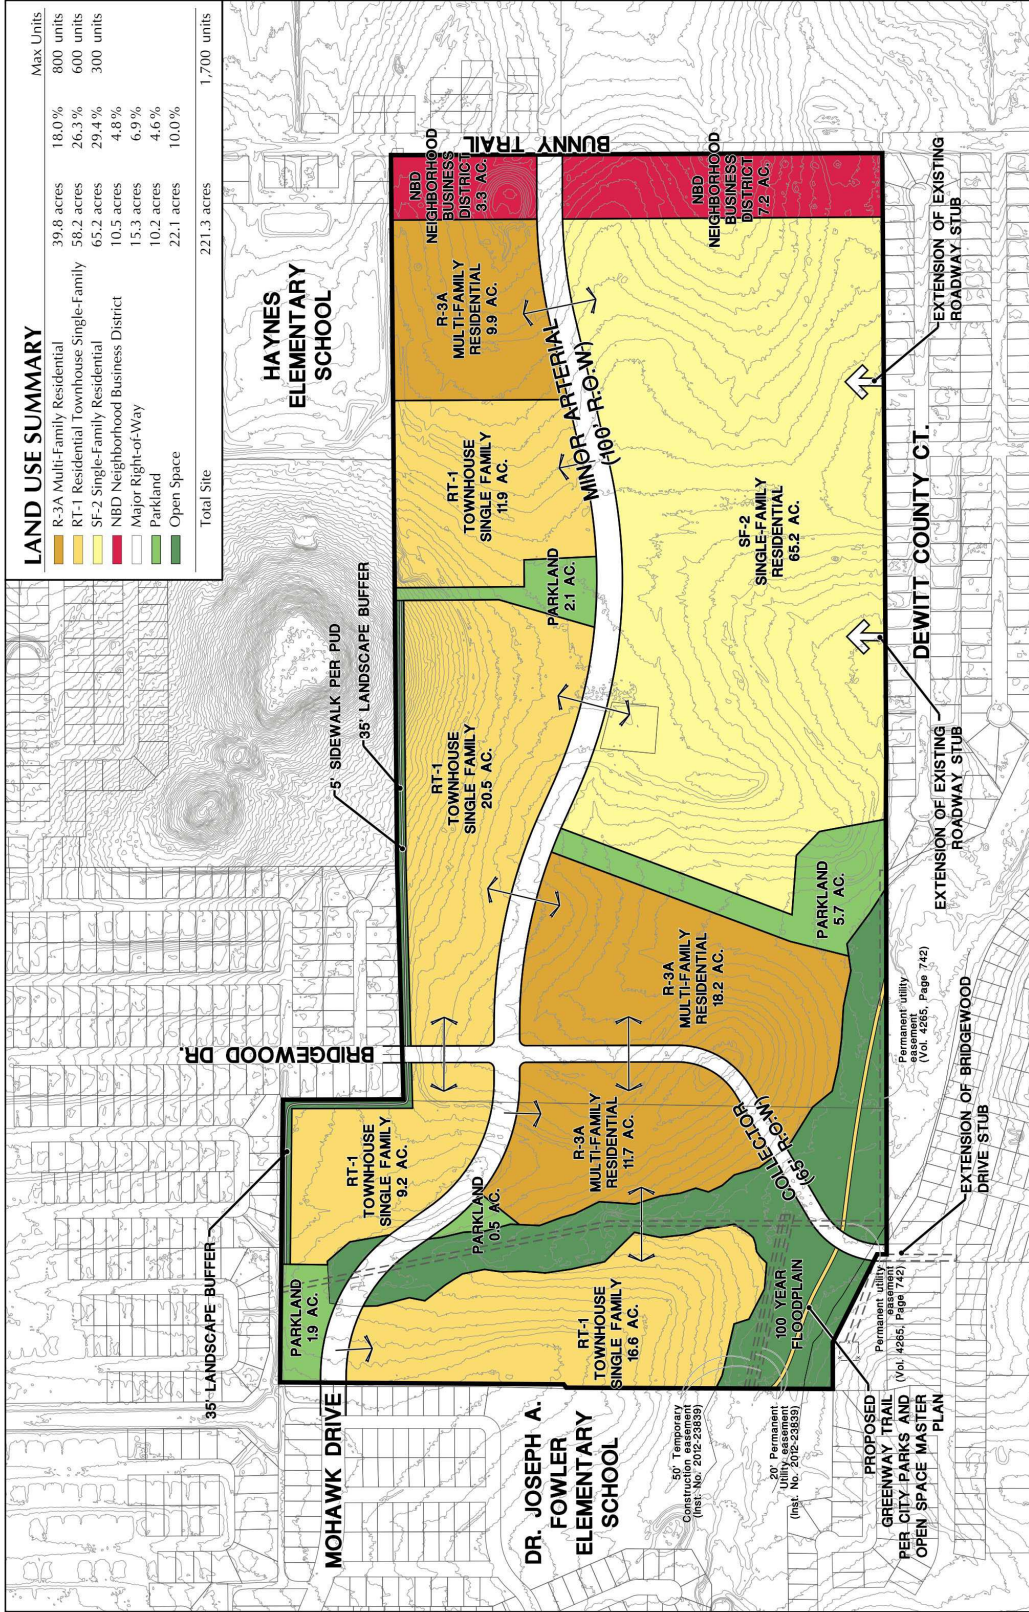 LAND USE SUMMARY
Max Units
R-3A Multi-Family Residential 39.8 acres 18.0% 800 units
RT-1 Residential Townhouse Single-Family 58.2 acres 26.3% 600 units
SF-2 Single-Family Residential 65.2 acres 29.4% 300 units
NBD Neighborhood Business District 10.5 acres 4.8%
Major Right-of-Way 15.3 acres 6.9%
Parkland 10.2 acres 4.6%
Open Space 22.1 acres 10.0%
Total Site 221.3 acres 1,700 units
35' LANDSCAPE BUFFER
BRIDGEWOOD DR.
5' SIDEWALK PER PUD
35' LANDSCAPE BUFFER
HAYNES
ELEMENTARY
SCHOOL
BUNNY TRAIL
MOHAWK DRIVE
PARKLAND
1.9 AC.
RT-1
TOWNHOUSE
SINGLE FAMILY
9.2 AC.
RT-1
TOWNHOUSE
SINGLE FAMILY
20.5 AC.
PARKLAND
2.1 AC.
RT-1
TOWNHOUSE
SINGLE FAMILY
11.9 AC.
R-3A
MULTI-FAMILY
RESIDENTIAL
9.9 AC.
NBD
NEIGHBORHOOD
BUSINESS
DISTRICT
3.3 AC.
MINOR ARTERIAL
(100' R.O.W)
PARKLAND
0.5 AC.
DR. JOSEPH A.
FOWLER
ELEMENTARY
SCHOOL
RT-1
TOWNHOUSE
SINGLE FAMILY
16.6 AC.
R-3A
MULTI-FAMILY
RESIDENTIAL
11.7 AC.
R-3A
MULTI-FAMILY
RESIDENTIAL
18.2 AC.
SF-2
SINGLE-FAMILY
RESIDENTIAL
65.2 AC.
NBD
NEIGHBORHOOD
BUSINESS
DISTRICT
7.2 AC.
COLLECTOR
(65' R.O.W)
100 YEAR
FLOODPLAIN
PARKLAND
5.7 AC.
50' Temporary
Construction easement
(Inst. No. 2012-23839)
20' Permanent
Utility easement
(Inst. No. 2012-23839)
PROPOSED
GREENWAY TRAIL
PER CITY PARKS AND
OPEN SPACE MASTER
PLAN
Permanent utility
easement
(Vol. 4265, Page 742)
EXTENSION OF BRIDGEWOOD
DRIVE STUB
Permanent utility
easement
(Vol. 4265, Page 742)
EXTENSION OF EXISTING
ROADWAY STUB
DEWITT COUNTY CT.
EXTENSION OF EXISTING
ROADWAY STUB